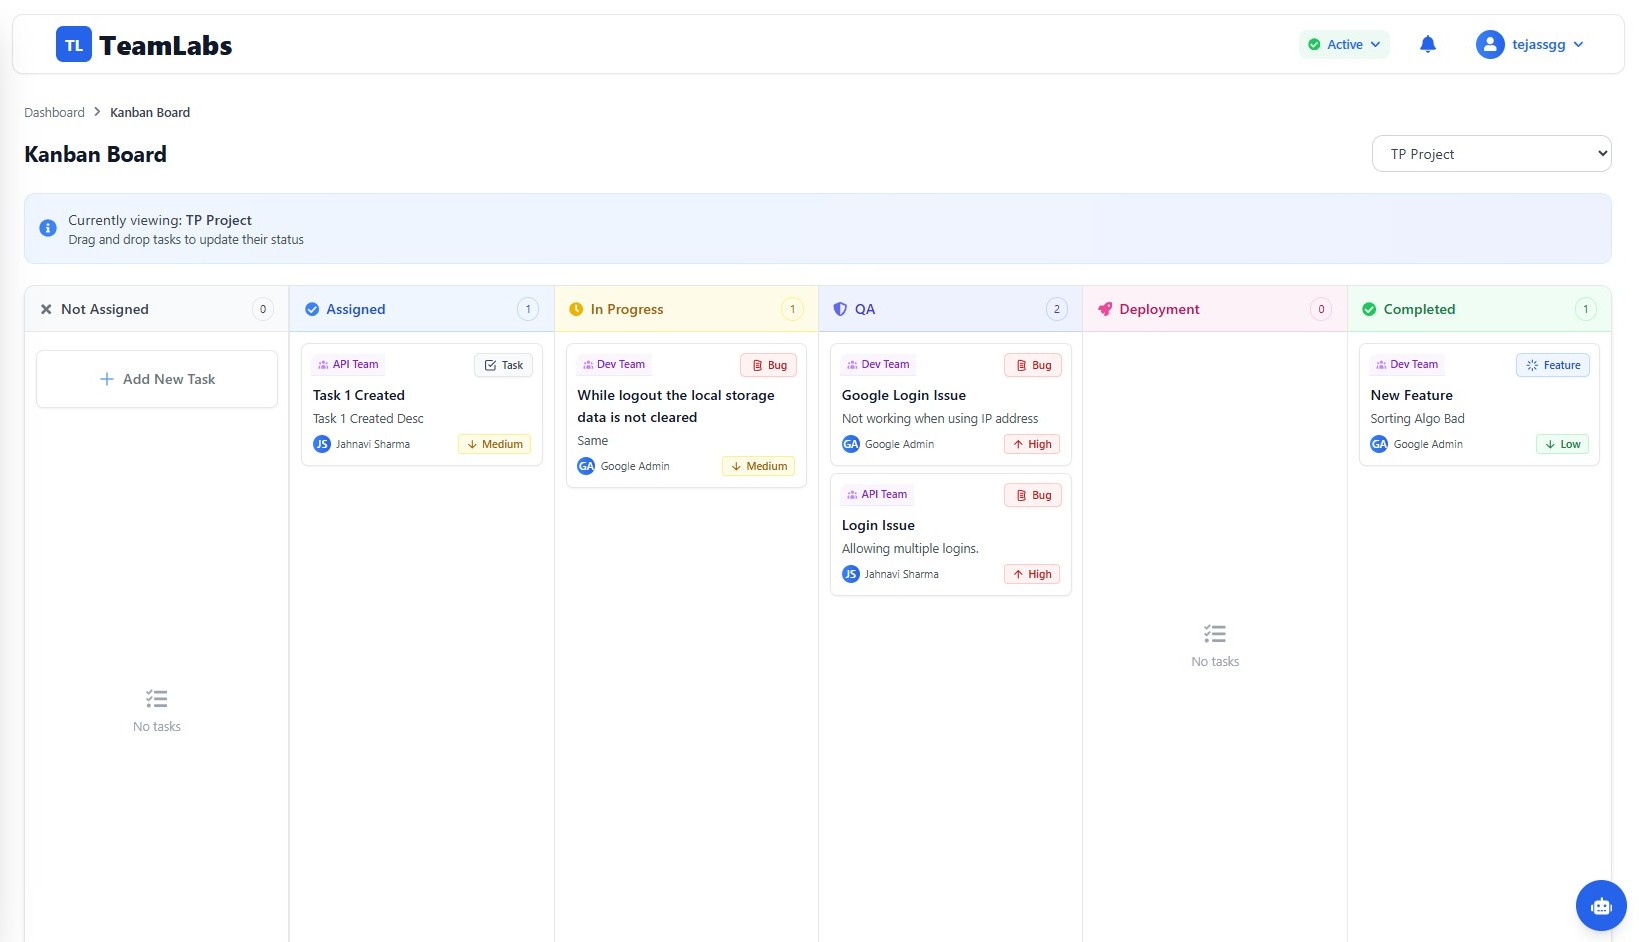 TL TeamLabs
Active
tejassgg
Dashboard > Kanban Board
Kanban Board
TP Project
Currently viewing: TP Project
Drag and drop tasks to update their status
Not Assigned 0
Add New Task
No tasks
Assigned 1
API Team Task
Task 1 Created
Task 1 Created Desc
JS Jahnavi Sharma Medium
In Progress 1
Dev Team Bug
While logout the local storage
data is not cleared
Same
GA Google Admin Medium
QA 2
Dev Team Bug
Google Login Issue
Not working when using IP address
GA Google Admin High
API Team Bug
Login Issue
Allowing multiple logins.
JS Jahnavi Sharma High
Deployment 0
No tasks
Completed 1
Dev Team Feature
New Feature
Sorting Algo Bad
GA Google Admin Low